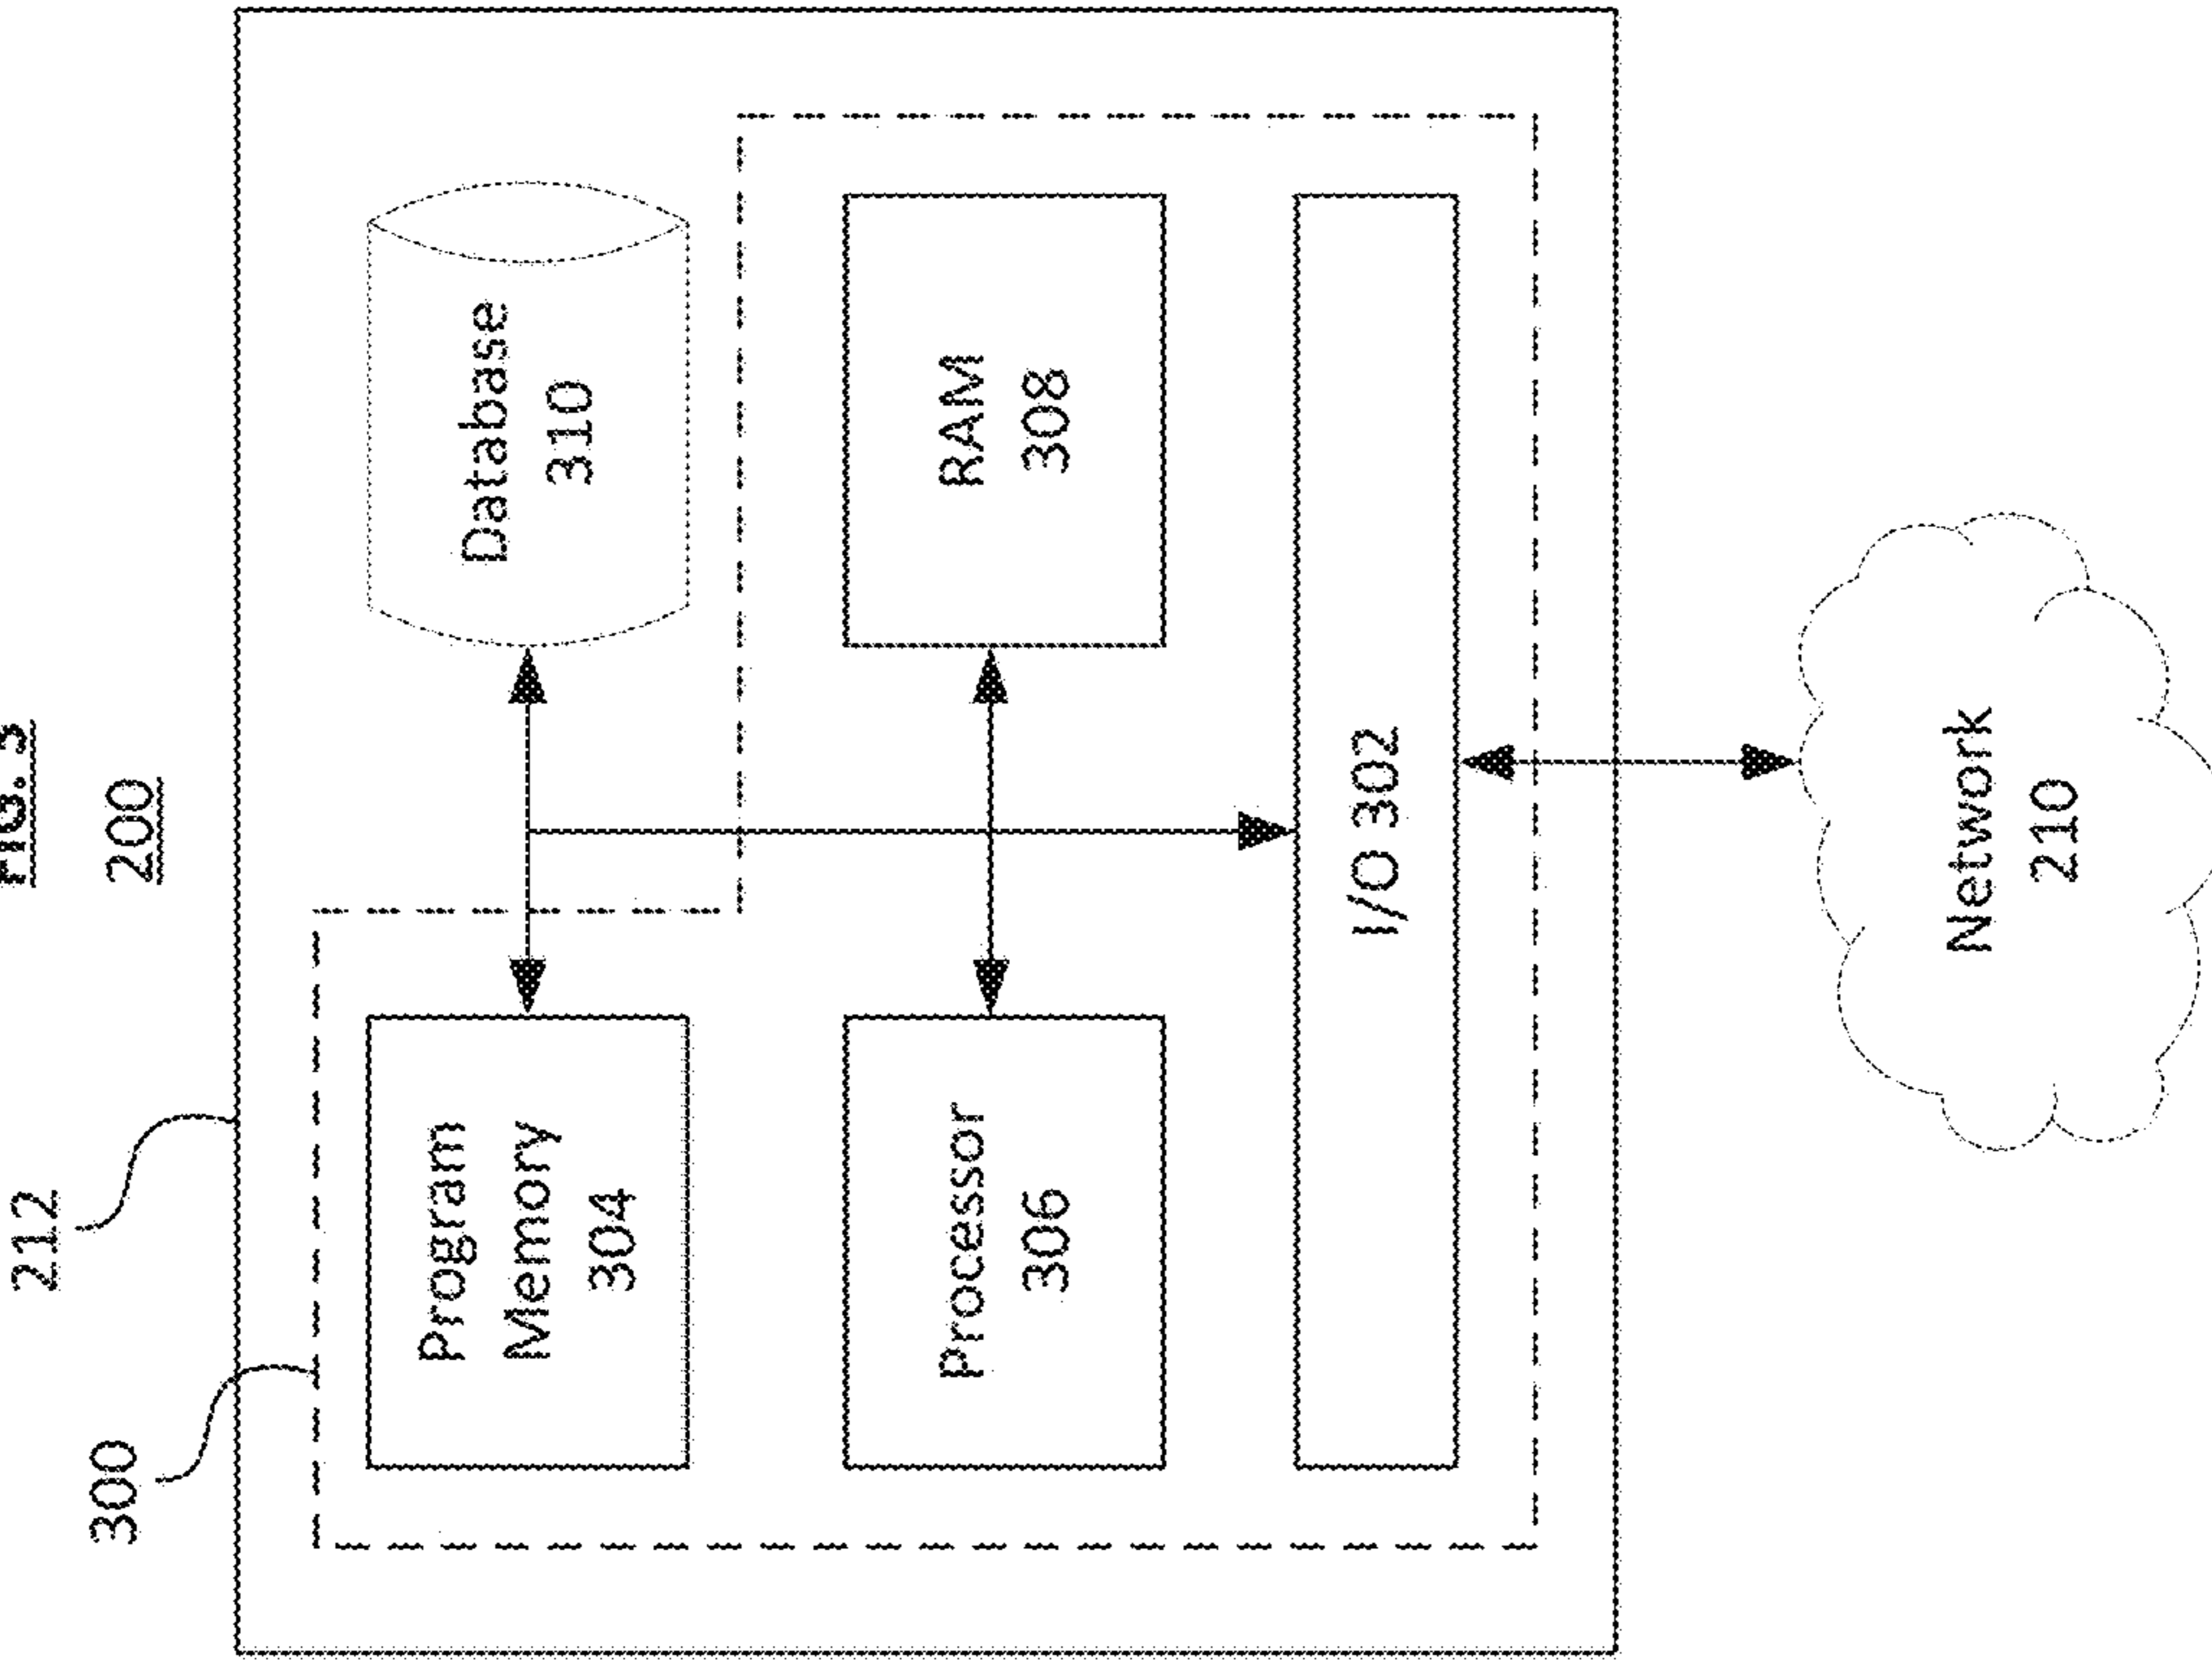 FIG. 3
212
200
300
Program
Memory
304
Database
310
Processor
306
RAM
308
I/O 302
Network
210